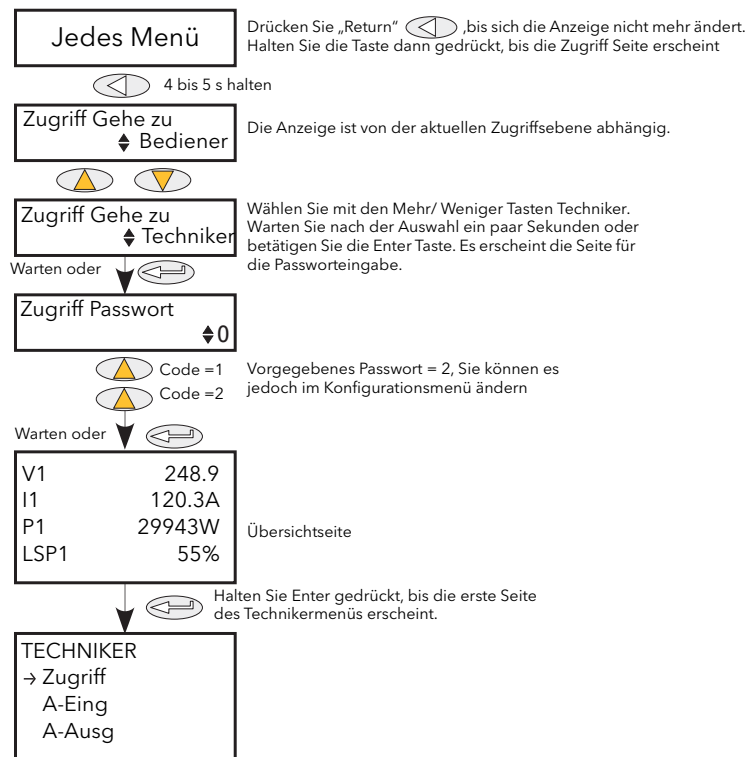 Jedes Menü
Drücken Sie „Return“ ,bis sich die Anzeige nicht mehr ändert.
Halten Sie die Taste dann gedrückt, bis die Zugriff Seite erscheint
4 bis 5 s halten
Zugriff Gehe zu
Bediener
Die Anzeige ist von der aktuellen Zugriffsebene abhängig.
Zugriff Gehe zu
Techniker
Wählen Sie mit den Mehr/ Weniger Tasten Techniker.
Warten Sie nach der Auswahl ein paar Sekunden oder
betätigen Sie die Enter Taste. Es erscheint die Seite für
die Passworteingabe.
Warten oder
Zugriff Passwort
0
Code =1
Code =2
Vorgegebenes Passwort = 2, Sie können es
jedoch im Konfigurationsmenü ändern
Warten oder
V1 248.9
I1 120.3A
P1 29943W
LSP1 55%
Übersichtseite
Halten Sie Enter gedrückt, bis die erste Seite
des Technikermenüs erscheint.
TECHNIKER
→ Zugriff
A-Eing
A-Ausg